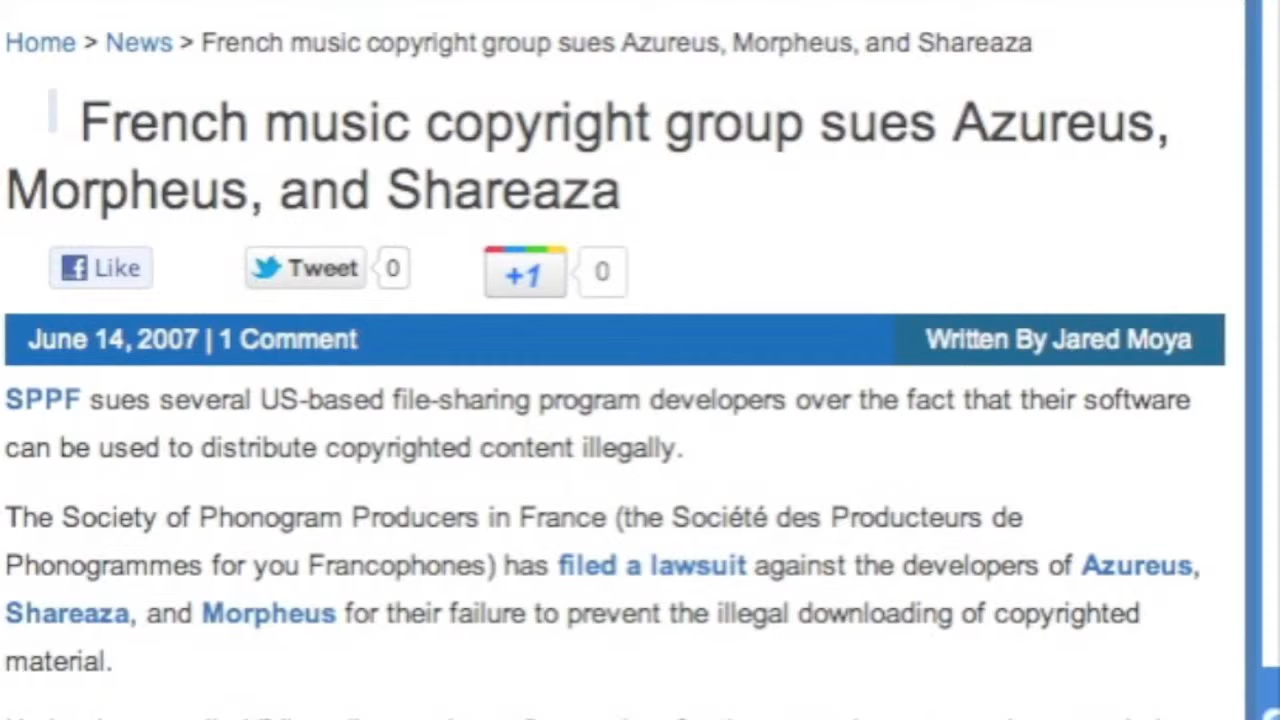 Home > News > French music copyright group sues Azureus, Morpheus, and Shareaza
French music copyright group sues Azureus,
Morpheus, and Shareaza
Like Tweet 0 +1 0
June 14, 2007 | 1 Comment Written By Jared Moya
SPPF sues several US-based file-sharing program developers over the fact that their software
can be used to distribute copyrighted content illegally.
The Society of Phonogram Producers in France (the Société des Producteurs de
Phonogrammes for you Francophones) has filed a lawsuit against the developers of Azureus,
Shareaza, and Morpheus for their failure to prevent the illegal downloading of copyrighted
material.